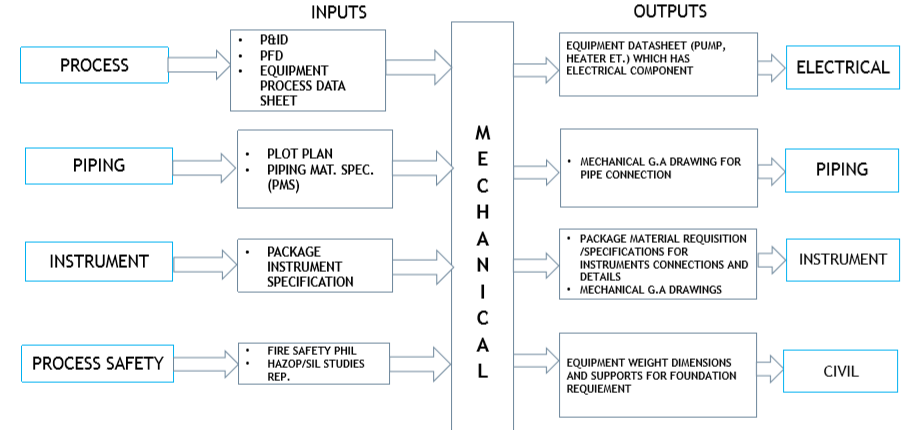 INPUTS
OUTPUTS
PROCESS
• P&ID
• PFD
• EQUIPMENT
PROCESS DATA
SHEET
EQUIPMENT DATASHEET (PUMP,
HEATER ET.) WHICH HAS
ELECTRICAL COMPONENT
ELECTRICAL
PIPING
• PLOT PLAN
• PIPING MAT. SPEC.
(PMS)
M
E
C
H
A
N
I
C
A
L
• MECHANICAL G.A DRAWING FOR
PIPE CONNECTION
PIPING
INSTRUMENT
• PACKAGE
INSTRUMENT
SPECIFICATION
• PACKAGE MATERIAL REQUISITION
/SPECIFICATIONS FOR
INSTRUMENTS CONNECTIONS AND
DETAILS
• MECHANICAL G.A DRAWINGS
INSTRUMENT
PROCESS SAFETY
• FIRE SAFETY PHIL
• HAZOP/SIL STUDIES
REP.
EQUIPMENT WEIGHT DIMENSIONS
AND SUPPORTS FOR FOUNDATION
REQUIEMENT
CIVIL